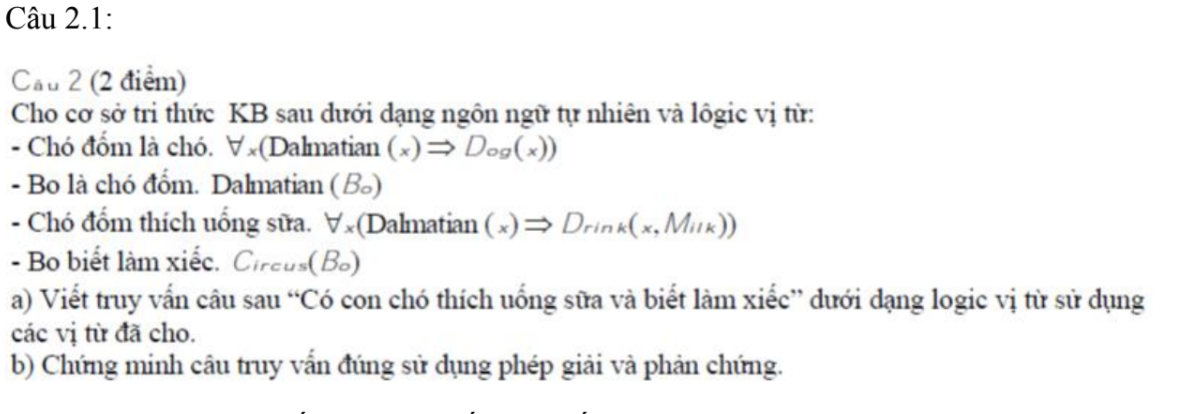 Câu 2.1:
Câu 2 (2 điểm)
Cho cơ sở tri thức KB sau dưới dạng ngôn ngữ tự nhiên và lôgic vị từ:
- Chó đốm là chó. ∀x(Dalmatian (x) ⇒ Dog(x))
- Bo là chó đốm. Dalmatian (Bo)
- Chó đốm thích uống sữa. ∀x(Dalmatian (x) ⇒ Drink(x, Milk))
- Bo biết làm xiếc. Circus(Bo)
a) Viết truy vấn câu sau “Có con chó thích uống sữa và biết làm xiếc” dưới dạng logic vị từ sử dụng
các vị từ đã cho.
b) Chứng minh câu truy vấn đúng sử dụng phép giải và phản chứng.